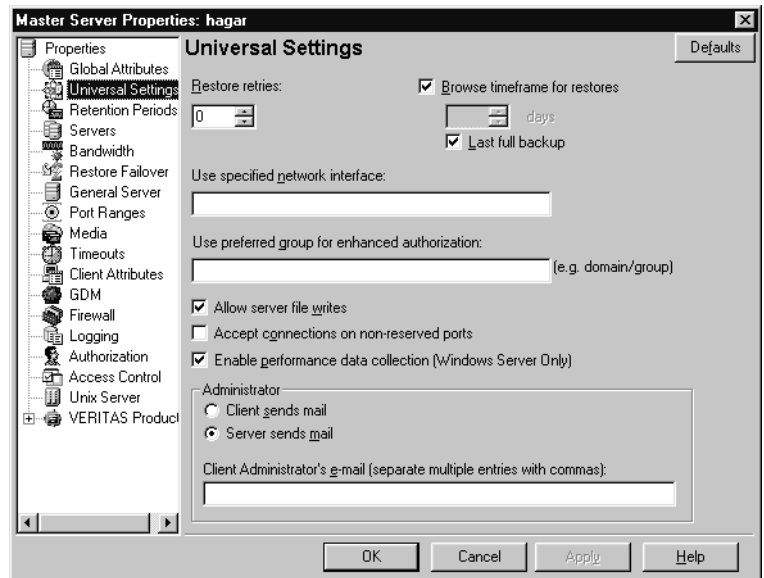 Master Server Properties: hagar
Properties
Global Attributes
Universal Settings
Retention Periods
Servers
Bandwidth
Restore Failover
General Server
Port Ranges
Media
Timeouts
Client Attributes
GDM
Firewall
Logging
Authorization
Access Control
Unix Server
VERITAS Product
Universal Settings
Defaults
Restore retries:
0
Browse timeframe for restores
days
Last full backup
Use specified network interface:
Use preferred group for enhanced authorization:
(e.g. domain/group)
Allow server file writes
Accept connections on non-reserved ports
Enable performance data collection (Windows Server Only)
Administrator
Client sends mail
Server sends mail
Client Administrator's e-mail (separate multiple entries with commas):
OK
Cancel
Apply
Help